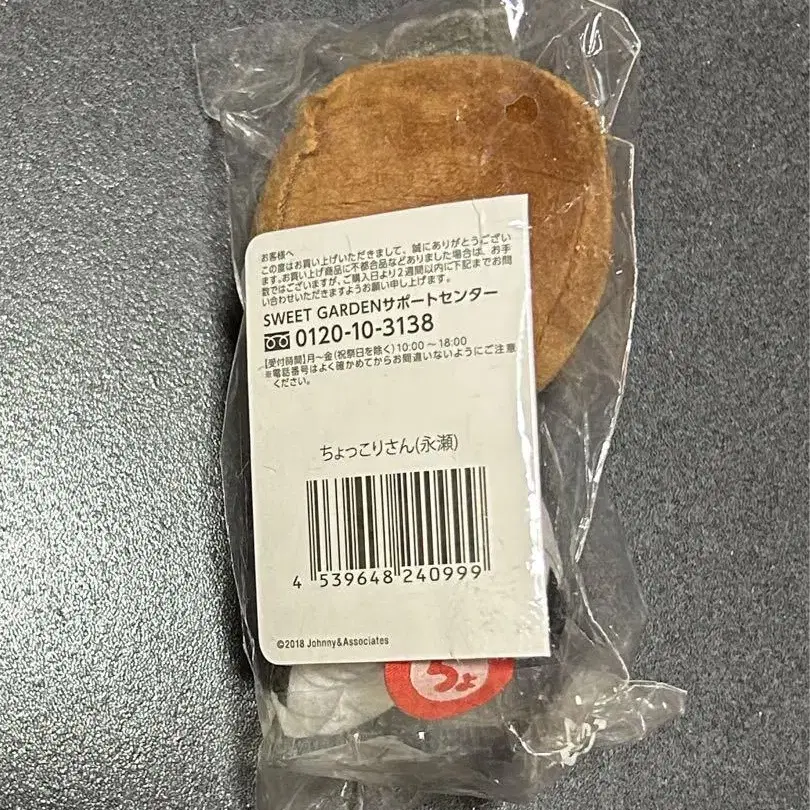 お客様へ
この度はお買い上げいただきまして、誠にありがとうござい
ます。お買い上げ商品に不都合品などありました場合は、お手
数ではございますが、ご購入日より2週間以内に下記までお問
い合わせいただきますようお願い申し上げます。
SWEET GARDENサポートセンター
0120-10-3138
【受付時間】月～金(祝祭日を除く)10:00～18:00
※電話番号はよく確かめてからお間違いないようにご注意
ください。
ちょっこりさん(永瀬)
4 539648 240999
©2018 Johnny&Associates
ちょ